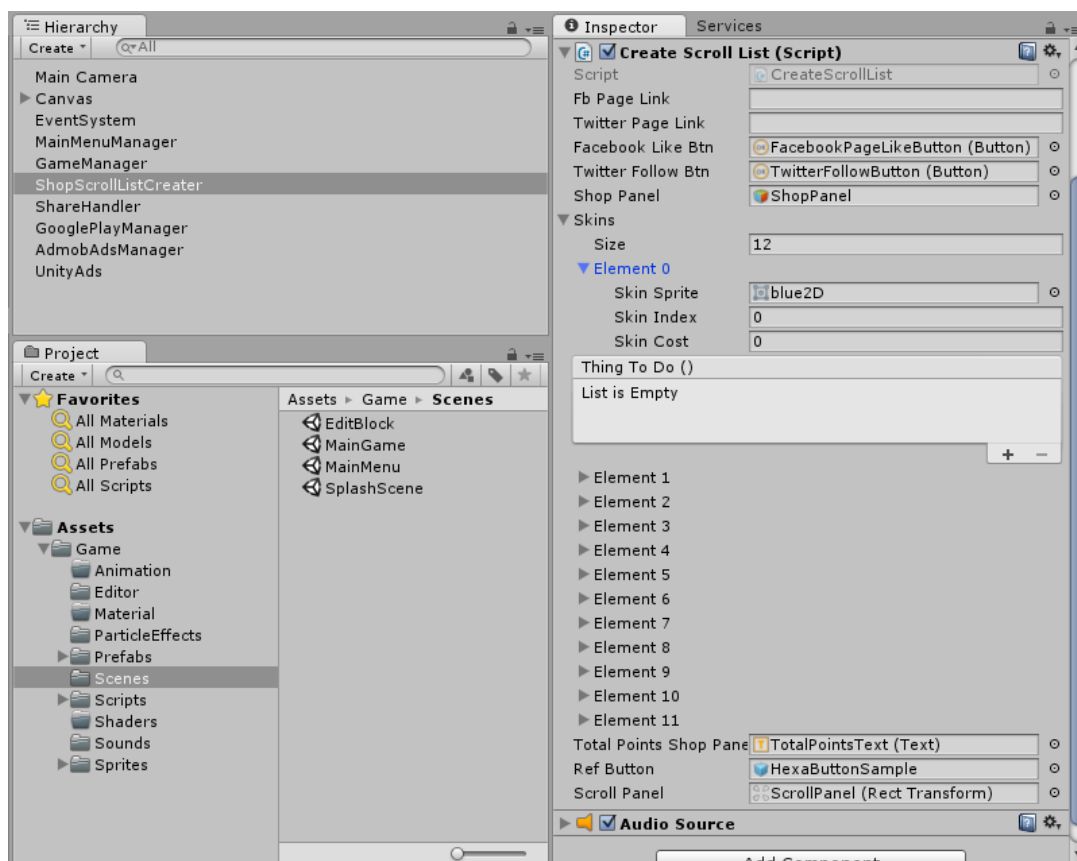 Hierarchy
Create
All
Main Camera
Canvas
EventSystem
MainMenuManager
GameManager
ShopScrollListCreater
ShareHandler
GooglePlayManager
AdmobAdsManager
UnityAds
Project
Create
Favorites
All Materials
All Models
All Prefabs
All Scripts
Assets
Game
Animation
Editor
Material
ParticleEffects
Prefabs
Scenes
Scripts
Shaders
Sounds
Sprites
Assets Game Scenes
EditBlock
MainGame
MainMenu
SplashScene
Inspector Services
Create Scroll List (Script)
Script CreateScrollList
Fb Page Link
Twitter Page Link
Facebook Like Btn FacebookPageLikeButton (Button)
Twitter Follow Btn TwitterFollowButton (Button)
Shop Panel ShopPanel
Skins
Size 12
Element 0
Skin Sprite blue2D
Skin Index 0
Skin Cost 0
Thing To Do ()
List is Empty
+ −
Element 1
Element 2
Element 3
Element 4
Element 5
Element 6
Element 7
Element 8
Element 9
Element 10
Element 11
Total Points Shop Pane TotalPointsText (Text)
Ref Button HexaButtonSample
Scroll Panel ScrollPanel (Rect Transform)
Audio Source
Add Component